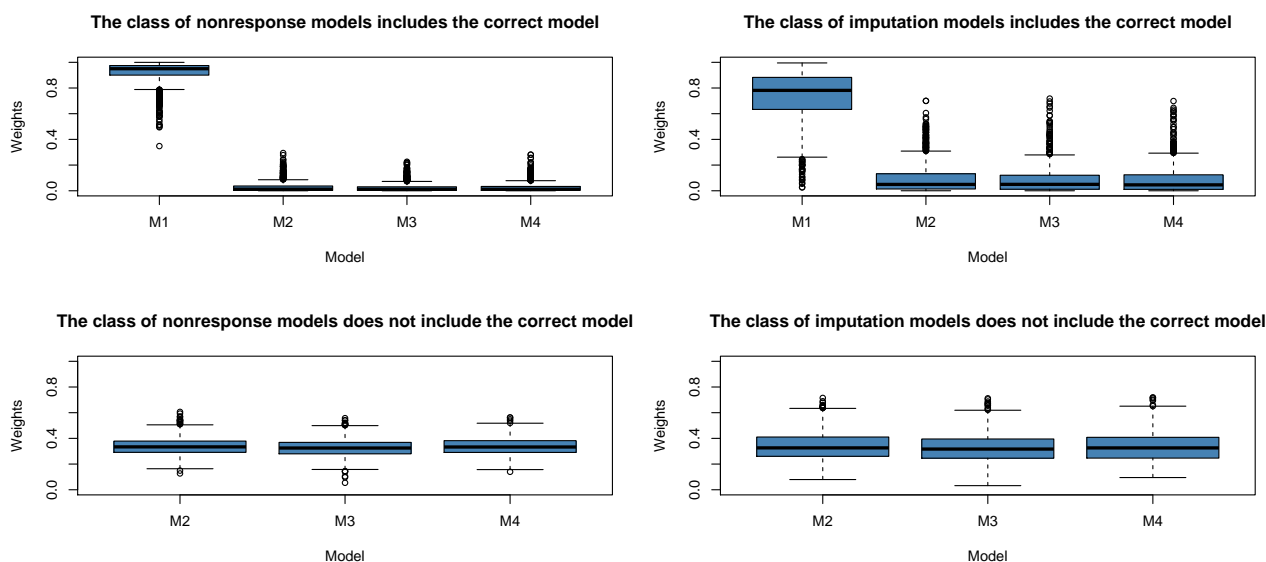 The class of nonresponse models includes the correct model
Weights
0.0 0.4 0.8
M1 M2 M3 M4
Model
The class of imputation models includes the correct model
Weights
0.0 0.4 0.8
M1 M2 M3 M4
Model
The class of nonresponse models does not include the correct model
Weights
0.0 0.4 0.8
M2 M3 M4
Model
The class of imputation models does not include the correct model
Weights
0.0 0.4 0.8
M2 M3 M4
Model